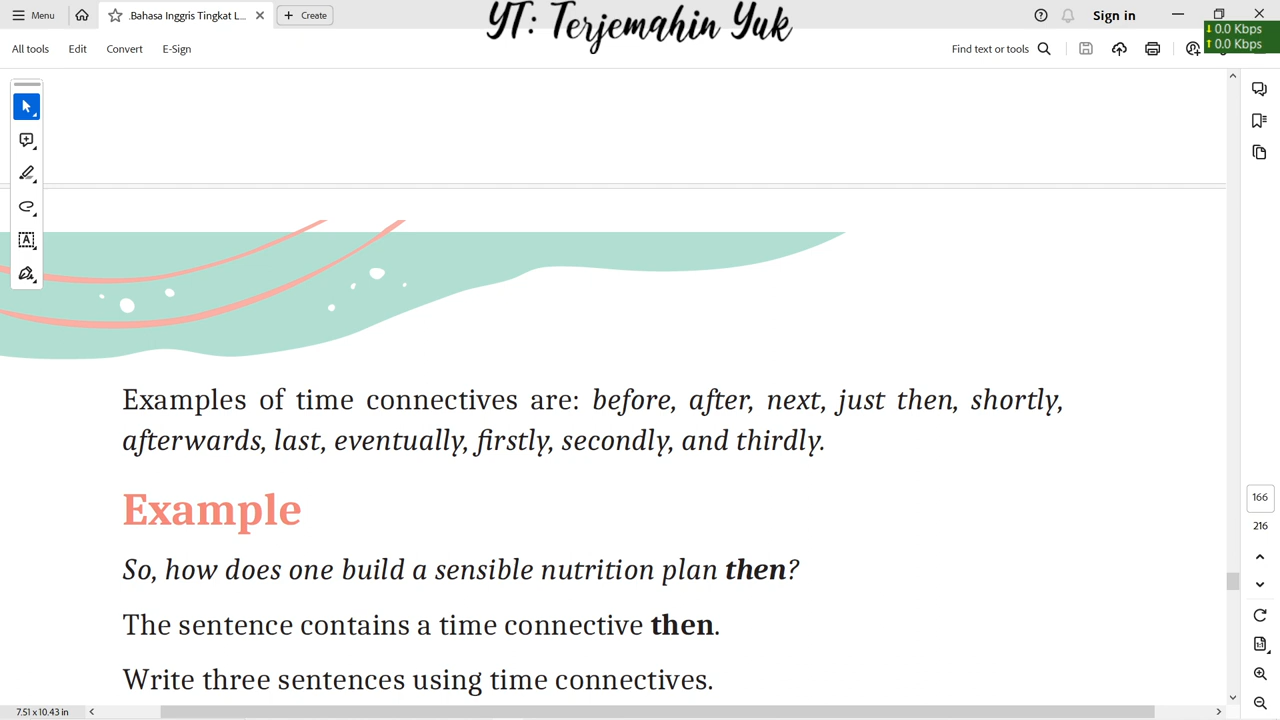 Menu
.Bahasa Inggris Tingkat L...
Create
YT: Terjemahin Yuk
Sign in
0.0 Kbps
0.0 Kbps
All tools
Edit
Convert
E-Sign
Find text or tools
Examples of time connectives are: before, after, next, just then, shortly,
afterwards, last, eventually, firstly, secondly, and thirdly.
Example
So, how does one build a sensible nutrition plan then?
The sentence contains a time connective then.
Write three sentences using time connectives.
166
216
7.51 x 10.43 in